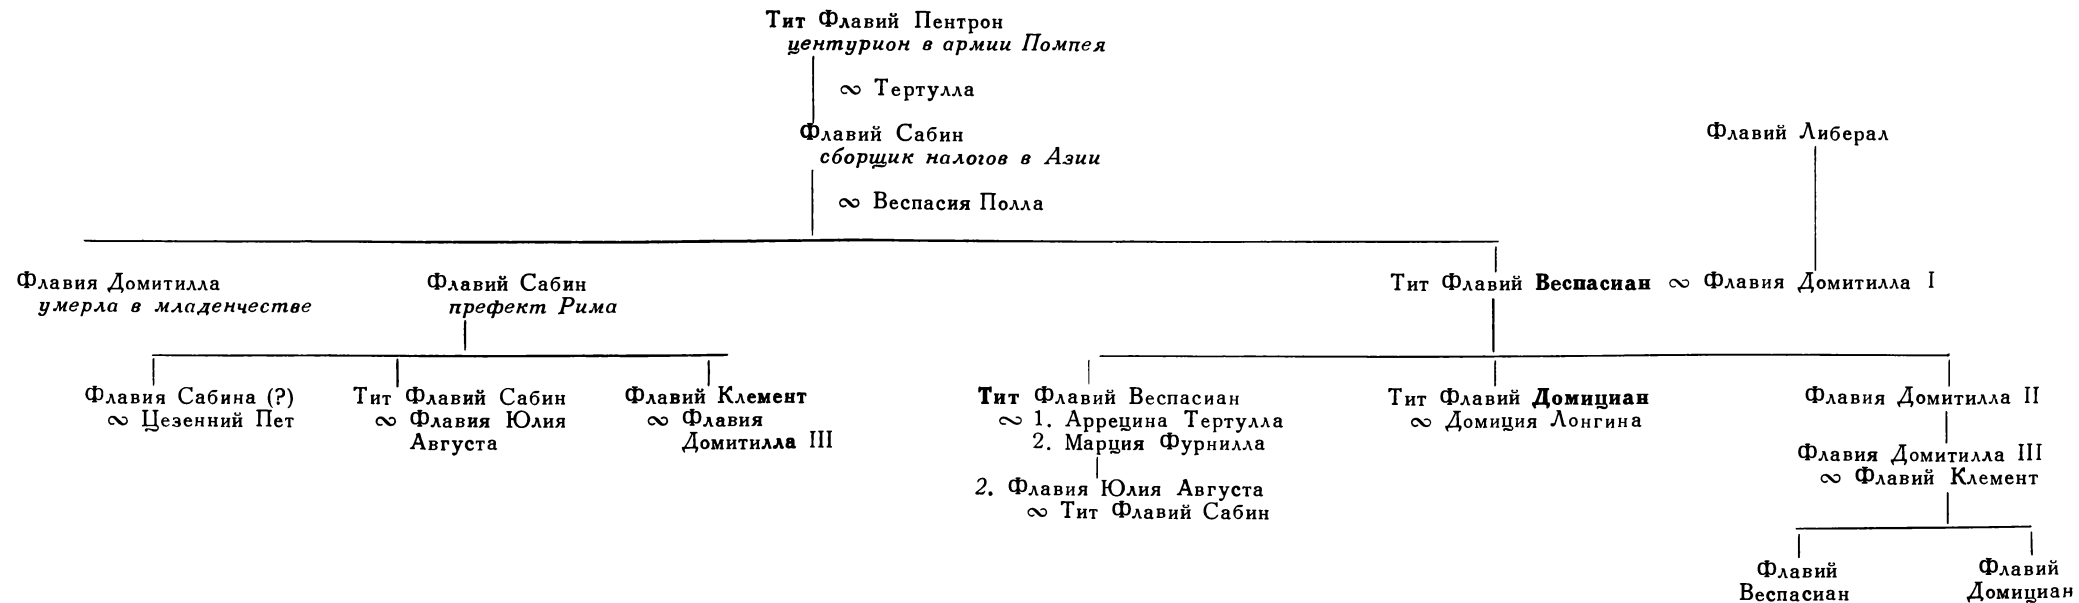 Тит Флавий Пентрон
центурион в армии Помпея
∞ Тертулла
Флавий Сабин
сборщик налогов в Азии
Флавий Либерал
∞ Веспасия Полла
Флавия Домитилла
умерла в младенчестве
Флавий Сабин
префект Рима
Тит Флавий Веспасиан ∞ Флавия Домитилла I
Флавия Сабина (?)
∞ Цезенний Пет
Тит Флавий Сабин
∞ Флавия Юлия
Августа
Флавий Клемент
∞ Флавия
Домитилла III
Тит Флавий Веспасиан
∞ 1. Аррецина Тертулла
2. Марция Фурнилла
2. Флавия Юлия Августа
∞ Тит Флавий Сабин
Тит Флавий Домициан
∞ Домиция Лонгина
Флавия Домитилла II
Флавия Домитилла III
∞ Флавий Клемент
Флавий
Веспасиан
Флавий
Домициан